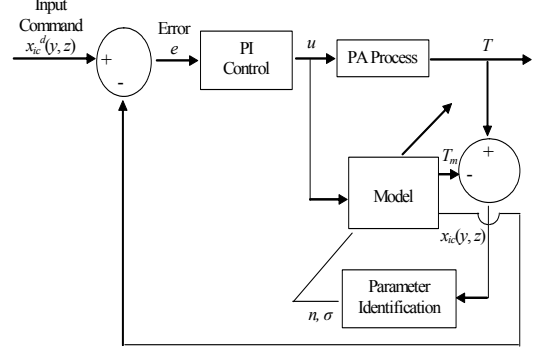 Input
Command
x_ic^d(y, z)
+
-
Error
e
PI
Control
u
PA Process
T
+
-
T_m
Model
x_ic(y, z)
Parameter
Identification
n, σ